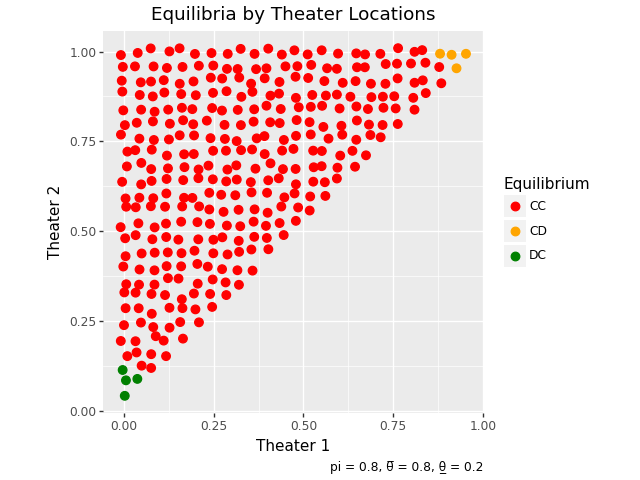 Equilibria by Theater Locations
1.00
0.75
0.50
0.25
0.00
Theater 2
0.00 0.25 0.50 0.75 1.00
Theater 1
Equilibrium
CC
CD
DC
pi = 0.8, θ̅ = 0.8, θ̲ = 0.2